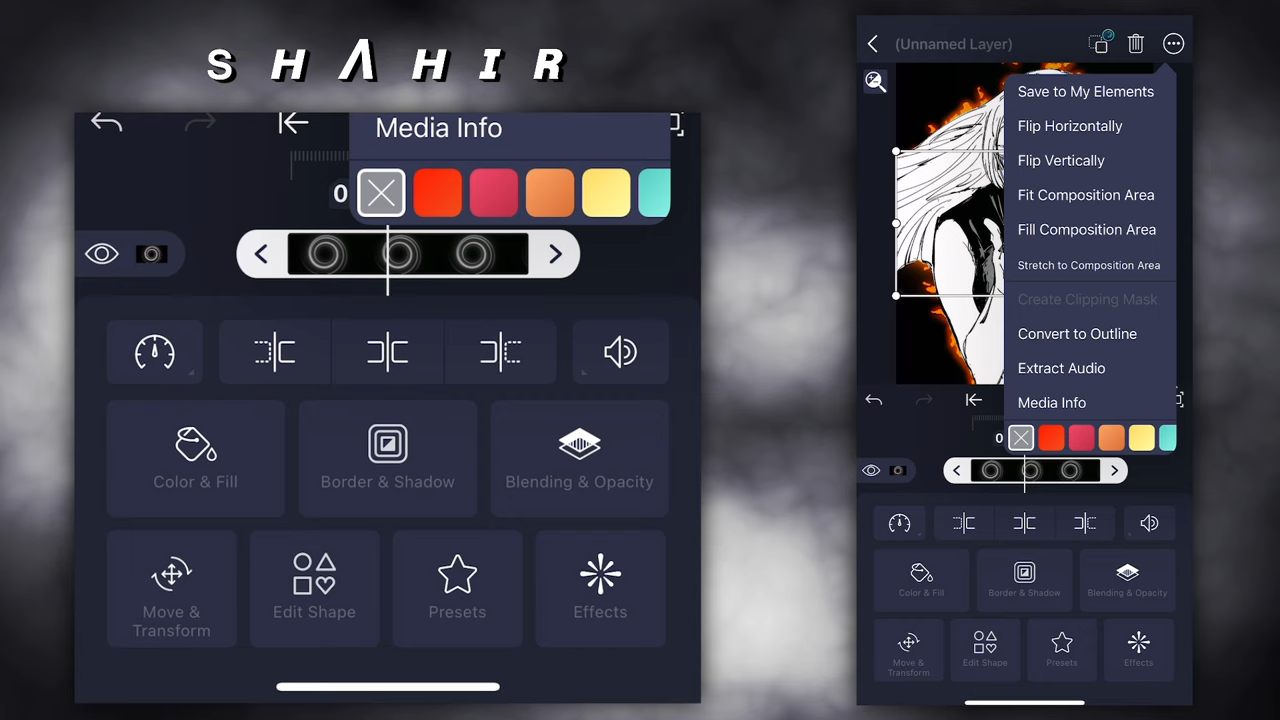 SHΛHIR
Media Info
0
Color & Fill
Border & Shadow
Blending & Opacity
Move &
Transform
Edit Shape
Presets
Effects
(Unnamed Layer)
Save to My Elements
Flip Horizontally
Flip Vertically
Fit Composition Area
Fill Composition Area
Stretch to Composition Area
Create Clipping Mask
Convert to Outline
Extract Audio
Media Info
0
Color & Fill
Border & Shadow
Blending & Opacity
Move &
Transform
Edit Shape
Presets
Effects